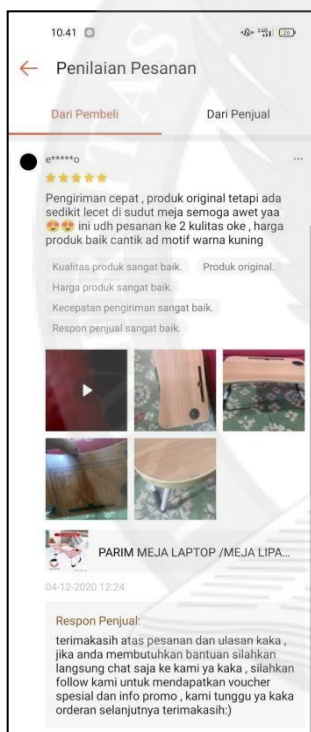 10.41
26
Penilaian Pesanan
Dari Pembeli
Dari Penjual
e*****o
Pengiriman cepat , produk original tetapi ada
sedikit lecet di sudut meja semoga awet yaa
ini udh pesanan ke 2 kulitas oke , harga
produk baik cantik ad motif warna kuning
Kualitas produk sangat baik.
Produk original.
Harga produk sangat baik.
Kecepatan pengiriman sangat baik.
Respon penjual sangat baik.
PARIM MEJA LAPTOP /MEJA LIPA...
04-12-2020 12:24
Respon Penjual:
terimakasih atas pesanan dan ulasan kaka ,
jika anda membutuhkan bantuan silahkan
langsung chat saja ke kami ya kaka , silahkan
follow kami untuk mendapatkan voucher
spesial dan info promo , kami tunggu ya kaka
orderan selanjutnya terimakasih:)